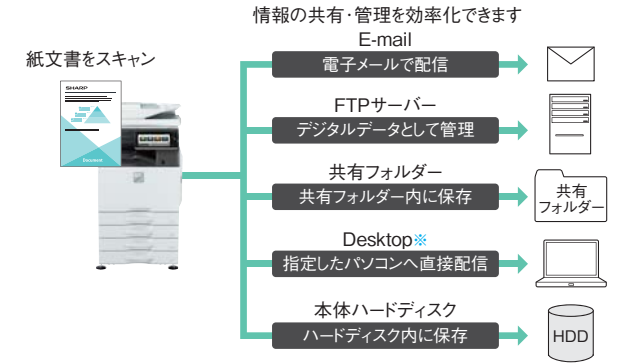 情報の共有・管理を効率化できます
紙文書をスキャン
SHARP
Document
E-mail
電子メールで配信
FTPサーバー
デジタルデータとして管理
共有フォルダー
共有フォルダー内に保存
共有
フォルダー
Desktop※
指定したパソコンへ直接配信
本体ハードディスク
ハードディスク内に保存
HDD